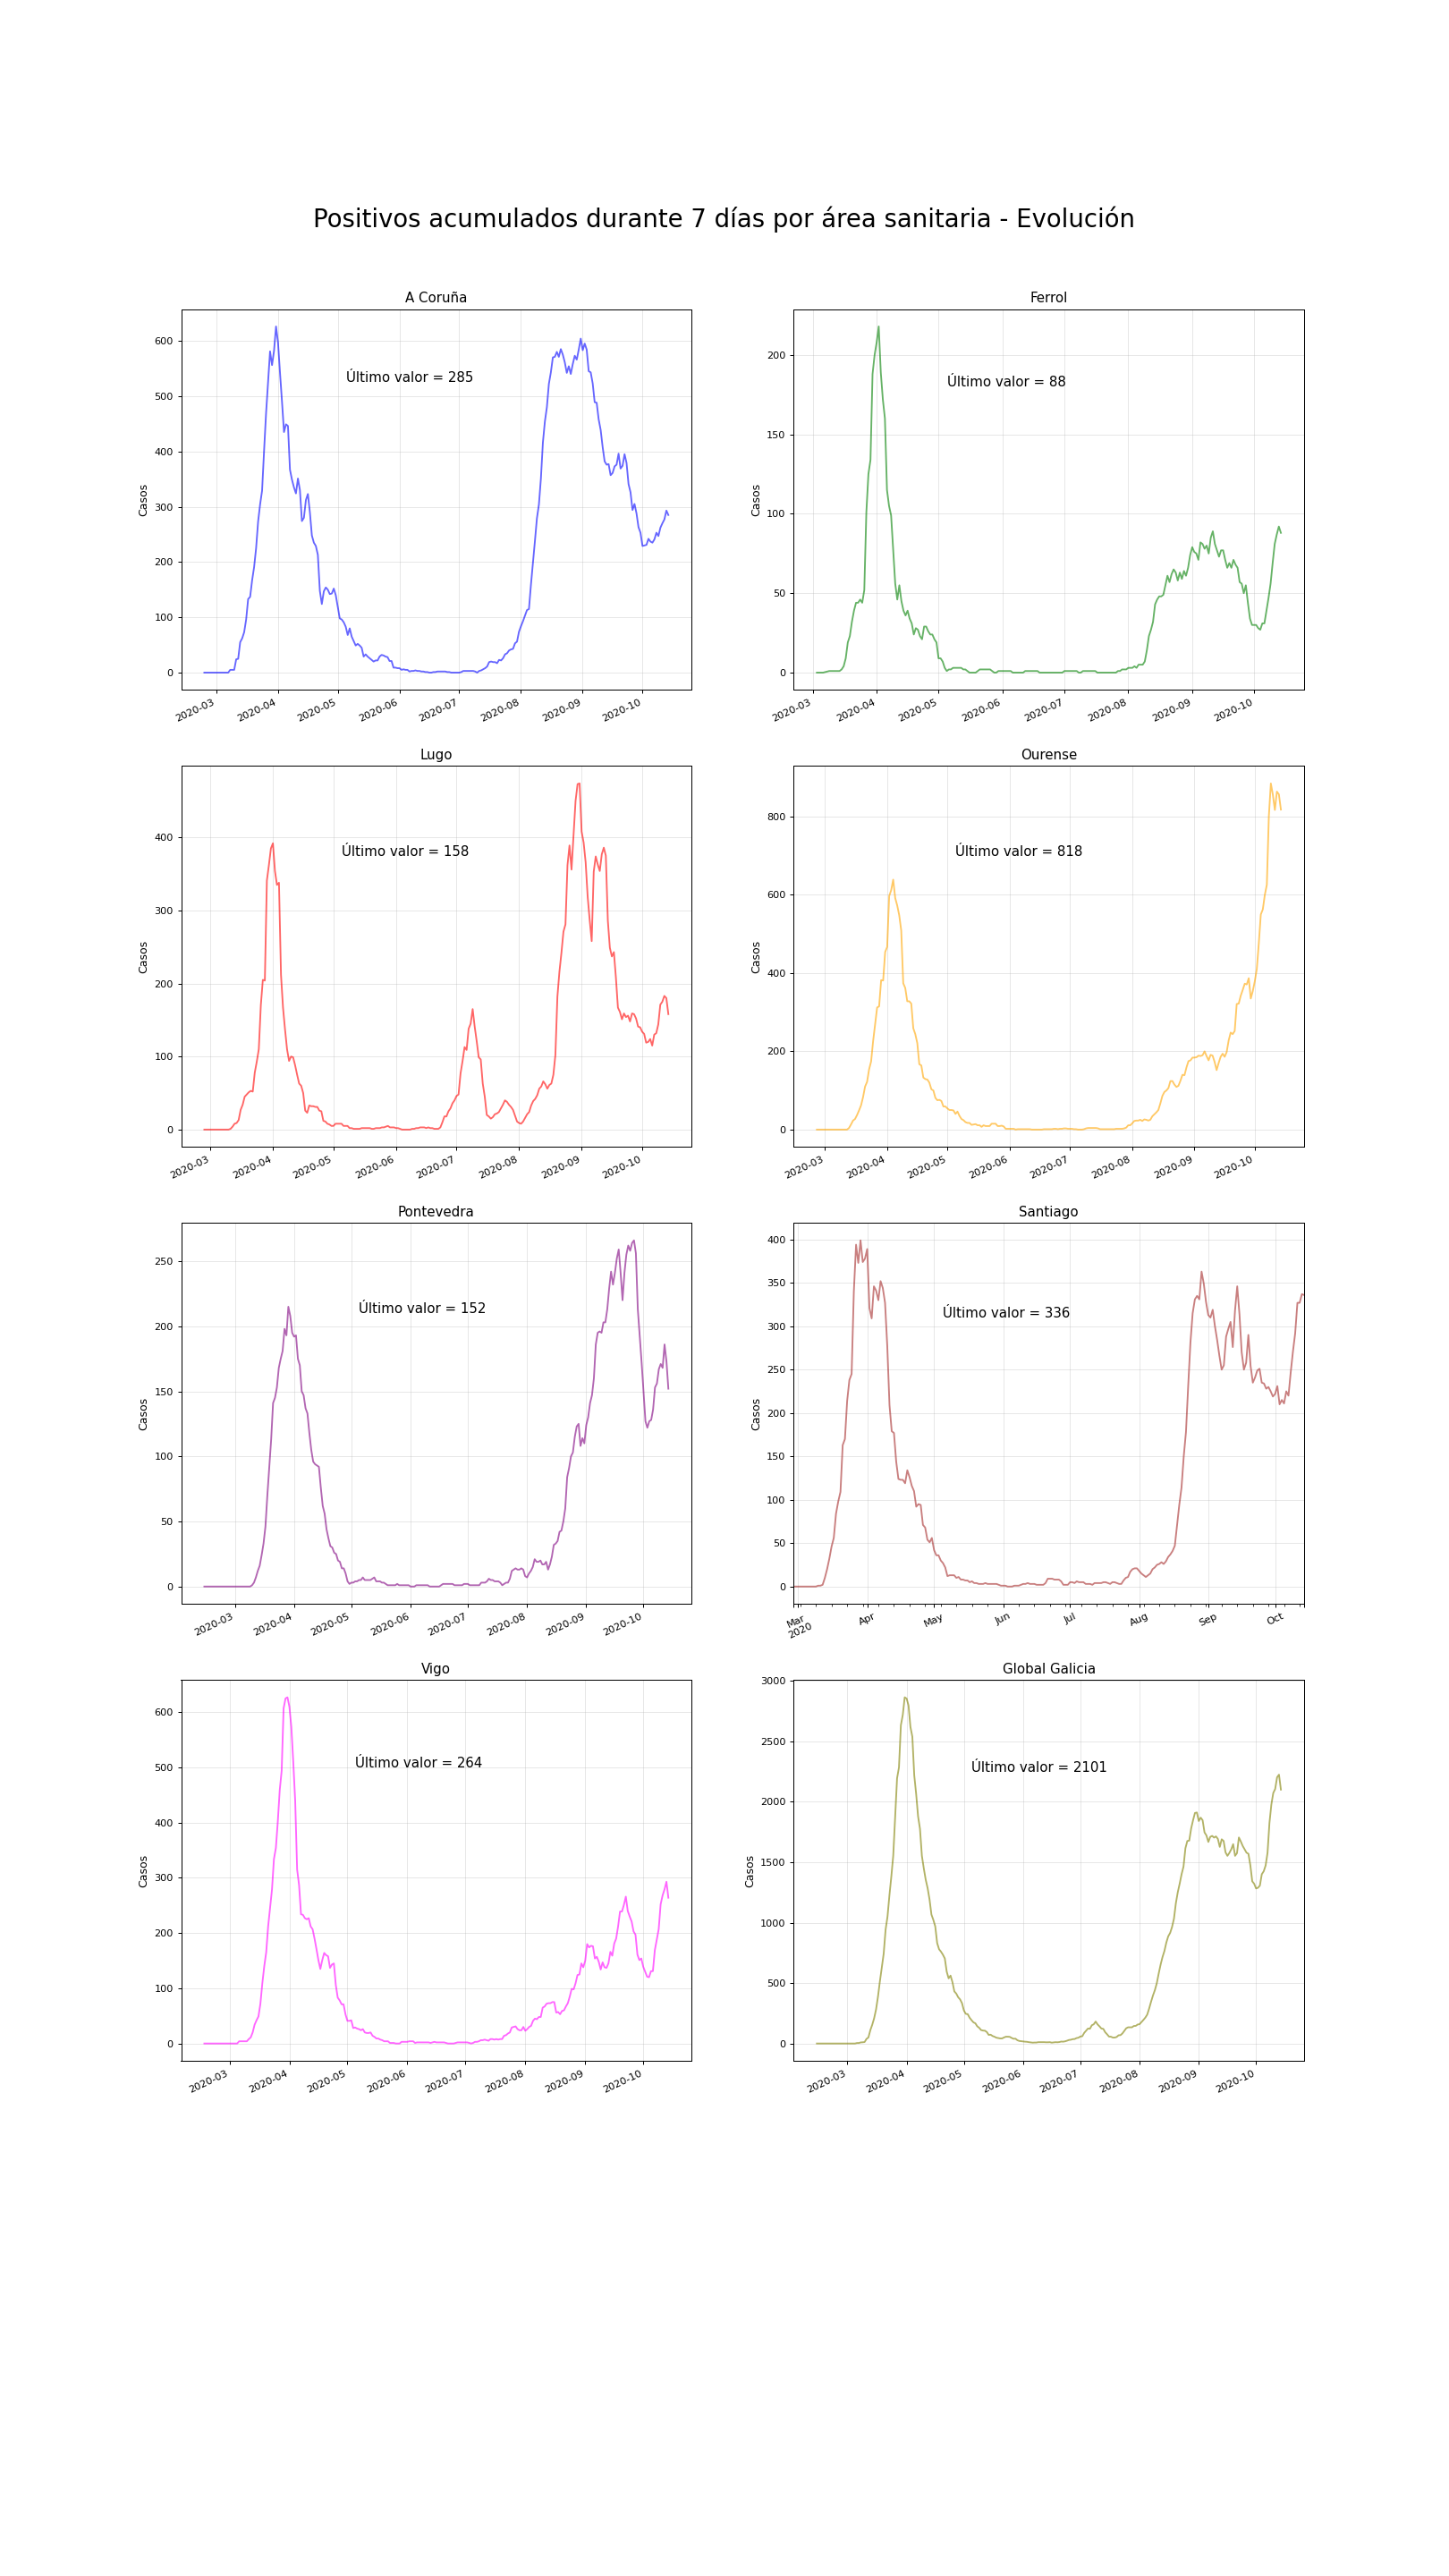 Positivos acumulados durante 7 días por área sanitaria - Evolución
A Coruña
Casos
600
500
400
300
200
100
0
Último valor = 285
2020-03 2020-04 2020-05 2020-06 2020-07 2020-08 2020-09 2020-10
Ferrol
Casos
200
150
100
50
0
Último valor = 88
2020-03 2020-04 2020-05 2020-06 2020-07 2020-08 2020-09 2020-10
Lugo
Casos
400
300
200
100
0
Último valor = 158
2020-03 2020-04 2020-05 2020-06 2020-07 2020-08 2020-09 2020-10
Ourense
Casos
800
600
400
200
0
Último valor = 818
2020-03 2020-04 2020-05 2020-06 2020-07 2020-08 2020-09 2020-10
Pontevedra
Casos
250
200
150
100
50
0
Último valor = 152
2020-03 2020-04 2020-05 2020-06 2020-07 2020-08 2020-09 2020-10
Santiago
Casos
400
350
300
250
200
150
100
50
0
Último valor = 336
Mar Apr May Jun Jul Aug Sep Oct
2020
Vigo
Casos
600
500
400
300
200
100
0
Último valor = 264
2020-03 2020-04 2020-05 2020-06 2020-07 2020-08 2020-09 2020-10
Global Galicia
Casos
3000
2500
2000
1500
1000
500
0
Último valor = 2101
2020-03 2020-04 2020-05 2020-06 2020-07 2020-08 2020-09 2020-10